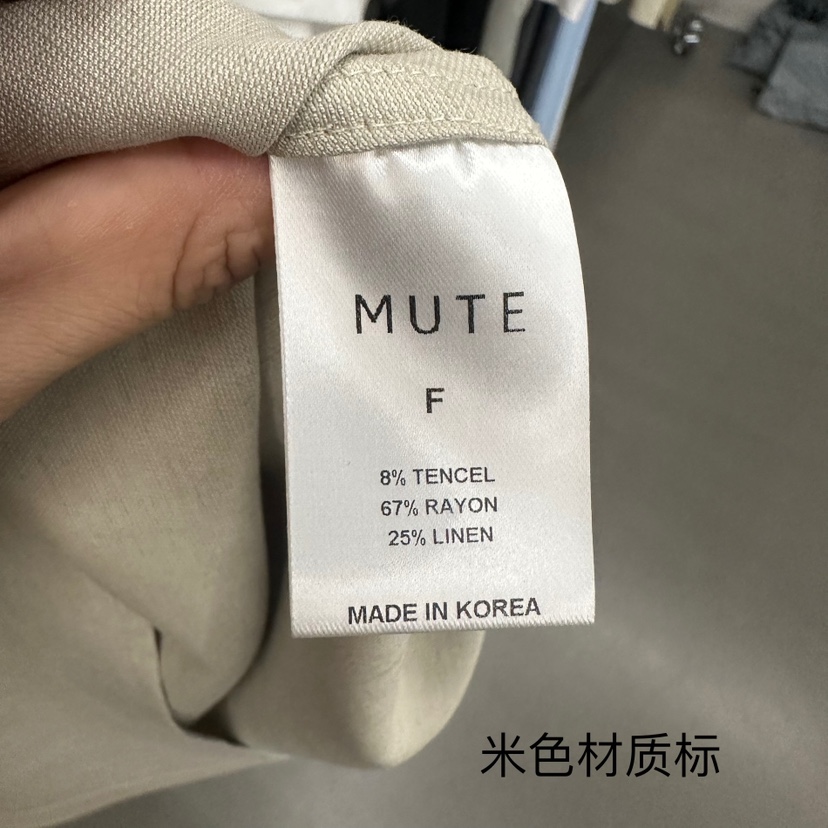 MUTE
F
8% TENCEL
67% RAYON
25% LINEN
MADE IN KOREA
米色材质标